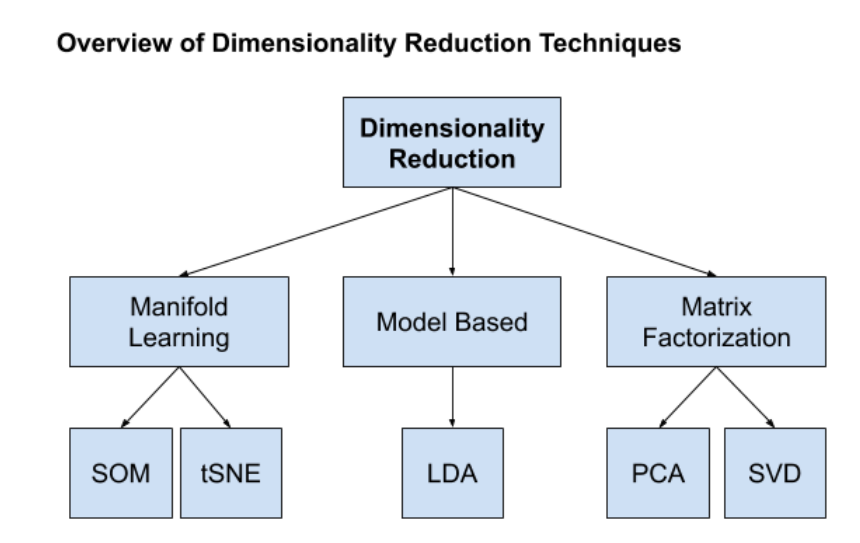 Overview of Dimensionality Reduction Techniques
Dimensionality
Reduction
Manifold
Learning
Model Based
Matrix
Factorization
SOM
tSNE
LDA
PCA
SVD